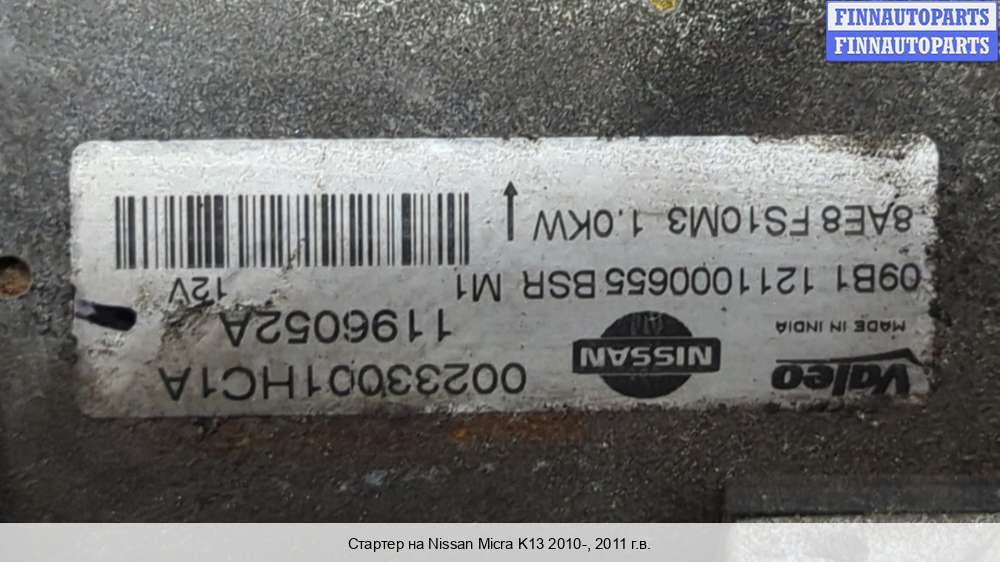 FINNAUTOPARTS
FINNAUTOPARTS
Valeo
NISSAN
00233001HC1A
MADE IN INDIA
1196052A
09B1 1211000655 BSR M1
12V
8AE8 FS10M3 1.0KW
Стартер на Nissan Micra K13 2010-, 2011 г.в.